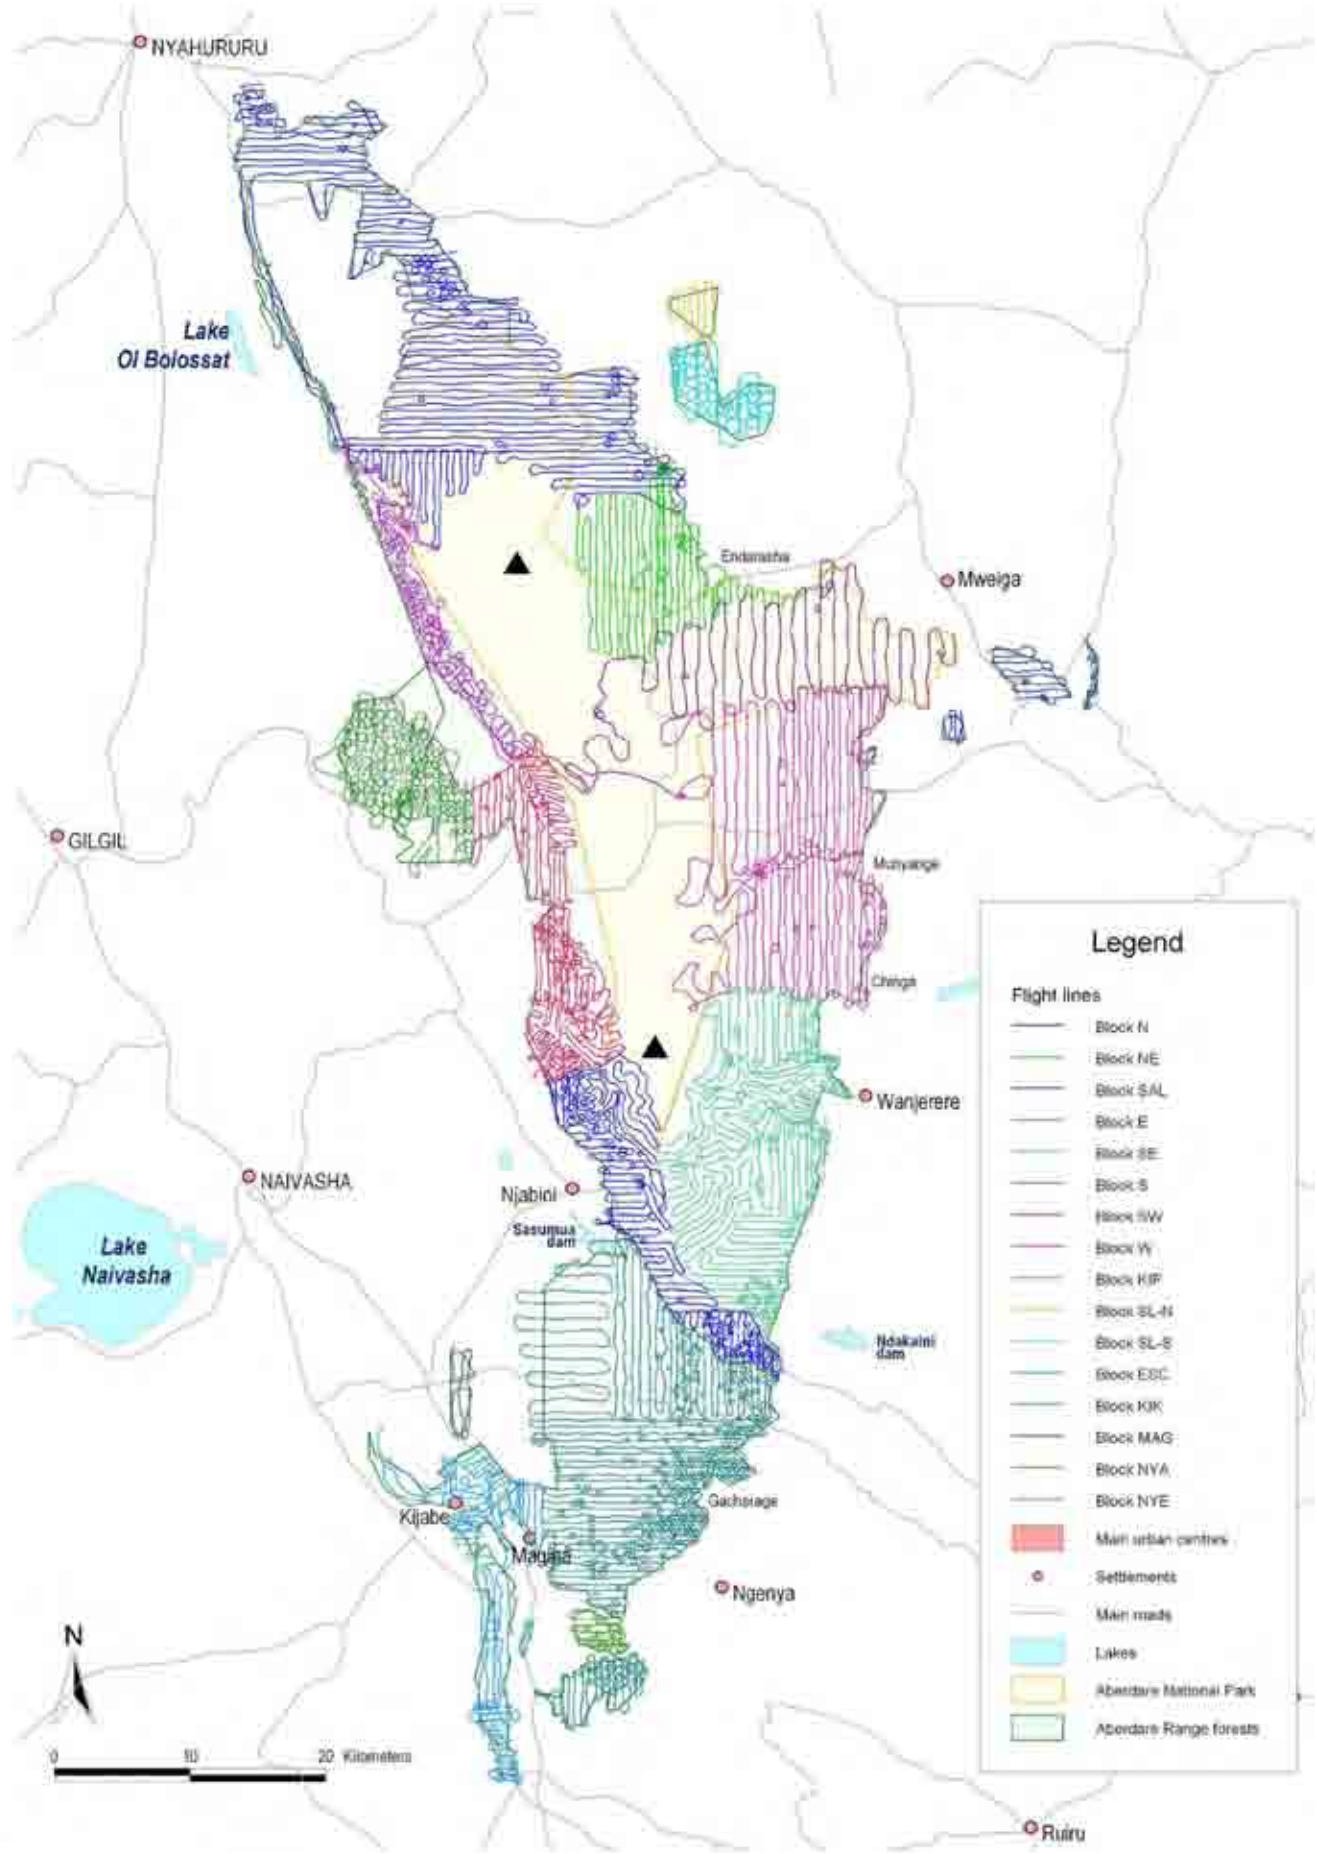 NYAHURURU
Lake
Ol Bolossat
Endarasha
Mweiga
GILGIL
Munyange
Chinga
Wanjerere
NAIVASHA
Njabini
Sasumua
dam
Lake
Naivasha
Ndakaini
dam
Gachsiage
Kijabe
Magina
Ngenya
Ruiru
N
0 10 20 Kilometers
Legend
Flight lines
Block N
Block NE
Block SAL
Block E
Block SE
Block S
Block SW
Block W
Block KIP
Block SL-N
Block SL-S
Block ESC
Block KIK
Block MAG
Block NYA
Block NYE
Main urban centres
Settlements
Main roads
Lakes
Aberdare National Park
Aberdare Range forests